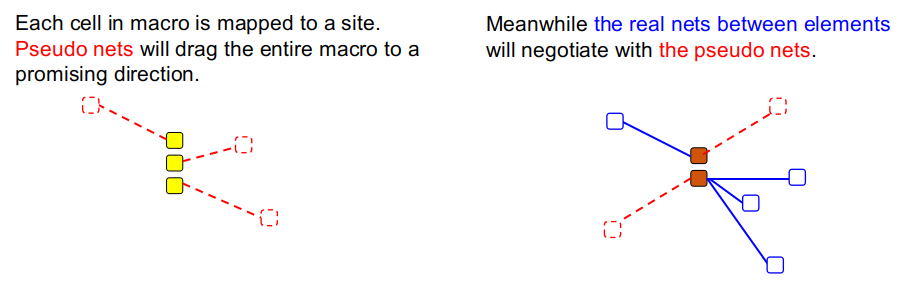 Each cell in macro is mapped to a site.
Pseudo nets will drag the entire macro to a
promising direction.
Meanwhile the real nets between elements
will negotiate with the pseudo nets.